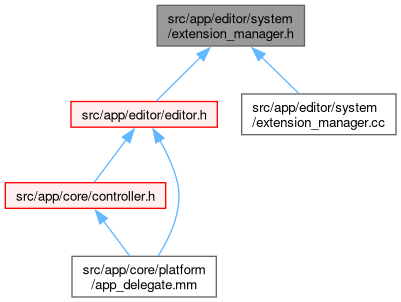 src/app/editor/system
/extension_manager.h
src/app/editor/editor.h
src/app/editor/system
/extension_manager.cc
src/app/core/controller.h
src/app/core/platform
/app_delegate.mm